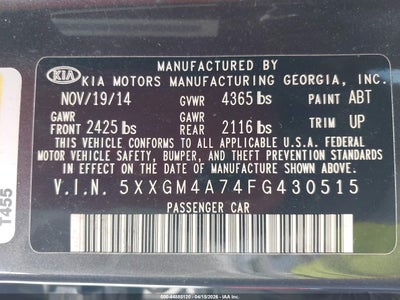 MANUFACTURED BY
KIA KIA MOTORS MANUFACTURING GEORGIA, INC.
NOV/19/14 GVWR 4365 lbs PAINT ABT
GAWR GAWR
FRONT 2425 lbs REAR 2116 lbs TRIM UP
THIS VEHICLE CONFORMS TO ALL APPLICABLE U.S. FEDERAL
MOTOR VEHICLE SAFETY, BUMPER, AND THEFT PREVENTION STANDARDS
IN EFFECT ON THE DATE OF MANUFACTURE SHOWN ABOVE.
V.I.N. 5XXGM4A74FG430515
PASSENGER CAR
T455